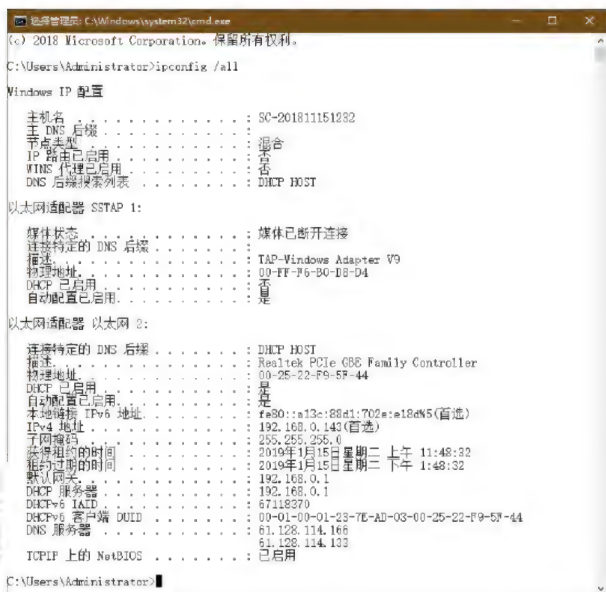 选择管理员: C:\Windows\system32\cmd.exe
(c) 2018 Microsoft Corporation。保留所有权利。
C:\Users\Administrator>ipconfig /all
Windows IP 配置
主机名 . . . . . . . . . . . . . : SC-201811151232
主 DNS 后缀 . . . . . . . . . . . :
节点类型 . . . . . . . . . . . . : 混合
IP 路由已启用 . . . . . . . . . . : 否
WINS 代理已启用 . . . . . . . . . : 否
DNS 后缀搜索列表 . . . . . . . . : DHCP HOST
以太网适配器 SSTAP 1:
媒体状态 . . . . . . . . . . . . : 媒体已断开连接
连接特定的 DNS 后缀 . . . . . . . :
描述. . . . . . . . . . . . . . . : TAP-Windows Adapter V9
物理地址. . . . . . . . . . . . . : 00-FF-F6-B0-D8-D4
DHCP 已启用 . . . . . . . . . . . : 否
自动配置已启用. . . . . . . . . . : 是
以太网适配器 以太网 2:
连接特定的 DNS 后缀 . . . . . . . : DHCP HOST
描述. . . . . . . . . . . . . . . : Realtek PCIe GBE Family Controller
物理地址. . . . . . . . . . . . . : 00-25-22-F9-5F-44
DHCP 已启用 . . . . . . . . . . . : 是
自动配置已启用. . . . . . . . . . : 是
本地链接 IPv6 地址. . . . . . . . : fe80::a13c:88d1:702e:e18d%5(首选)
IPv4 地址 . . . . . . . . . . . . : 192.168.0.143(首选)
子网掩码 . . . . . . . . . . . . : 255.255.255.0
获得租约的时间 . . . . . . . . . : 2019年1月15日星期二 上午 11:48:32
租约过期的时间 . . . . . . . . . : 2019年1月15日星期二 下午 1:48:32
默认网关. . . . . . . . . . . . . : 192.168.0.1
DHCP 服务器 . . . . . . . . . . . : 192.168.0.1
DHCPv6 IAID . . . . . . . . . . . : 67118370
DHCPv6 客户端 DUID . . . . . . . : 00-01-00-01-23-7E-AD-03-00-25-22-F9-5F-44
DNS 服务器 . . . . . . . . . . . : 61.128.114.166
61.128.114.133
TCPIP 上的 NetBIOS . . . . . . . : 已启用
C:\Users\Administrator>